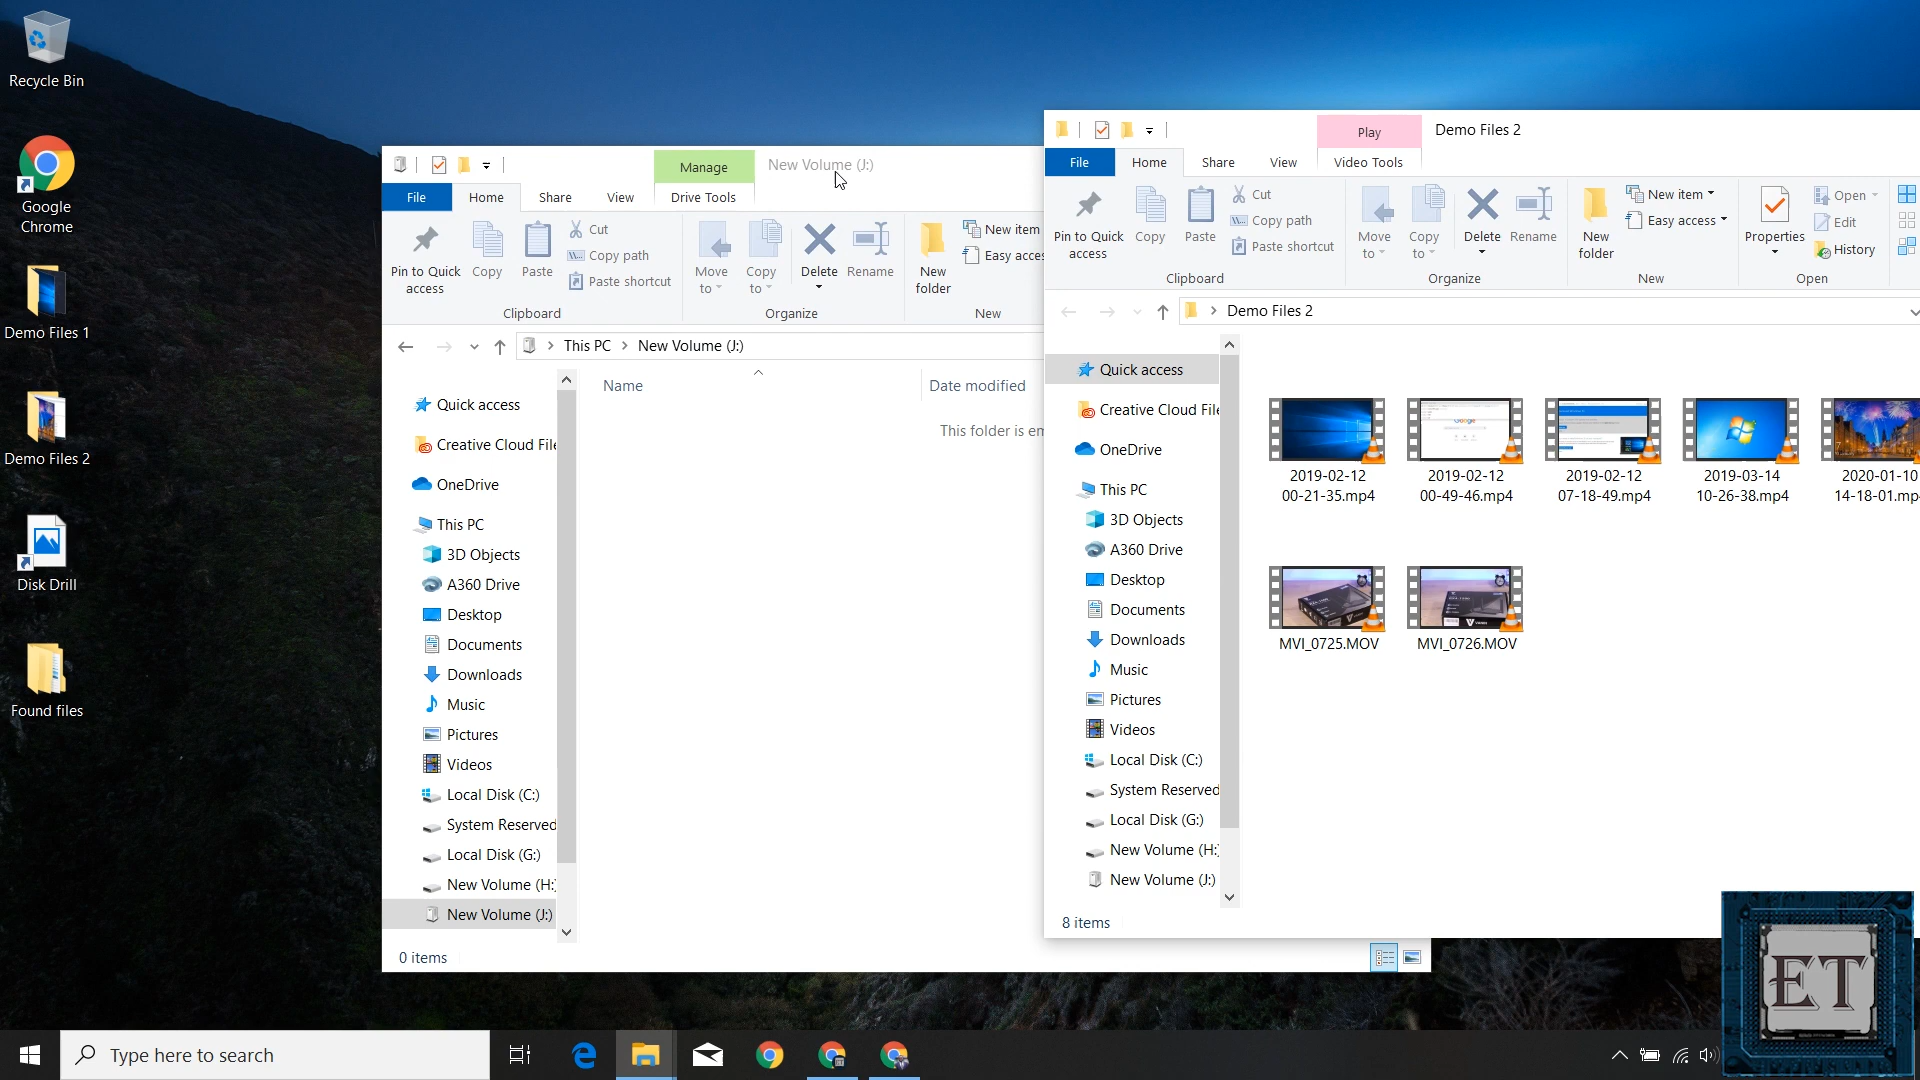 Recycle Bin
Google
Chrome
Demo Files 1
Demo Files 2
Disk Drill
Found files
Manage
New Volume (J:)
File
Home
Share
View
Drive Tools
Pin to Quick
access
Copy
Paste
Cut
Copy path
Paste shortcut
Move
to
Copy
to
Delete
Rename
New
folder
New item
Easy acces
Clipboard
Organize
New
This PC
New Volume (J:)
Name
Date modified
This folder is em
Quick access
Creative Cloud File
OneDrive
This PC
3D Objects
A360 Drive
Desktop
Documents
Downloads
Music
Pictures
Videos
Local Disk (C:)
System Reserved
Local Disk (G:)
New Volume (H:)
New Volume (J:)
0 items
Play
Demo Files 2
File
Home
Share
View
Video Tools
Pin to Quick
access
Copy
Paste
Cut
Copy path
Paste shortcut
Move
to
Copy
to
Delete
Rename
New
folder
New item
Easy access
Properties
Open
Edit
History
Clipboard
Organize
New
Open
Demo Files 2
Quick access
Creative Cloud File
OneDrive
This PC
3D Objects
A360 Drive
Desktop
Documents
Downloads
Music
Pictures
Videos
Local Disk (C:)
System Reserved
Local Disk (G:)
New Volume (H:)
New Volume (J:)
2019-02-12
00-21-35.mp4
2019-02-12
00-49-46.mp4
2019-02-12
07-18-49.mp4
2019-03-14
10-26-38.mp4
2020-01-10
14-18-01.mp
MVI_0725.MOV
MVI_0726.MOV
8 items
ET
Type here to search